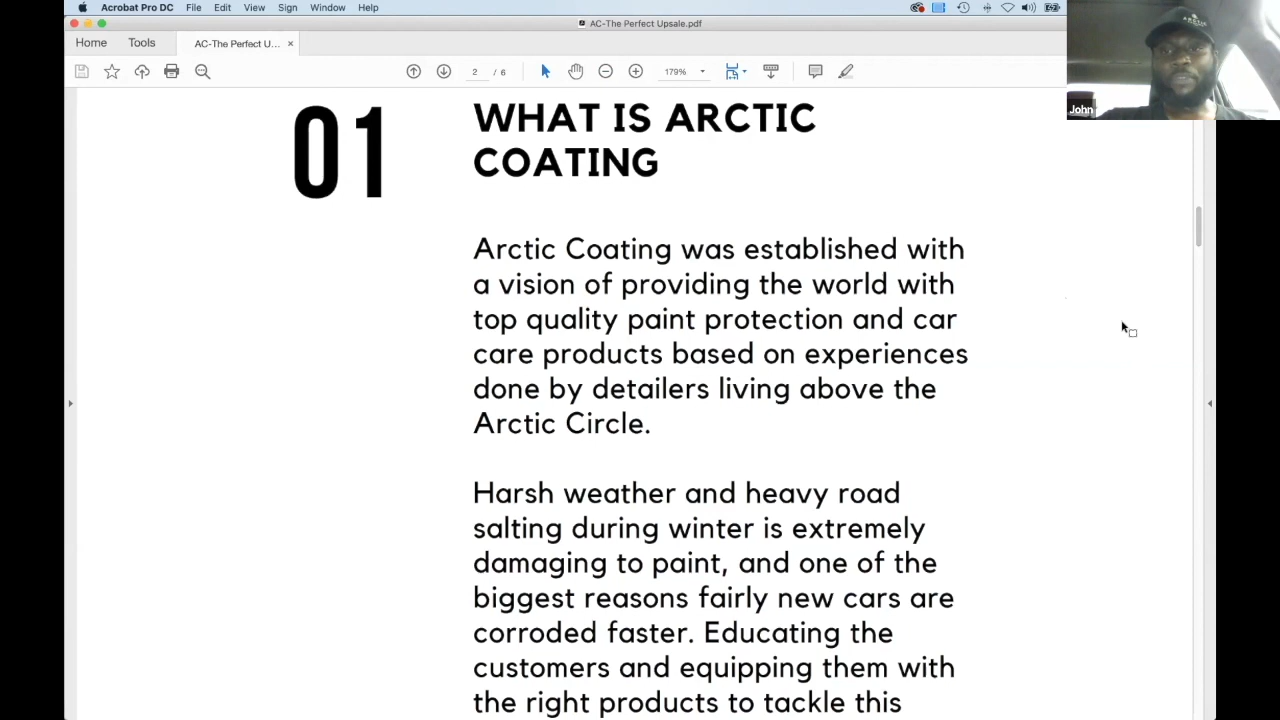 Acrobat Pro DC File Edit View Sign Window Help
AC-The Perfect Upsale.pdf
Home Tools AC-The Perfect U... ×
2 / 6 179%
ARCTIC
John
01
WHAT IS ARCTIC
COATING
Arctic Coating was established with
a vision of providing the world with
top quality paint protection and car
care products based on experiences
done by detailers living above the
Arctic Circle.
Harsh weather and heavy road
salting during winter is extremely
damaging to paint, and one of the
biggest reasons fairly new cars are
corroded faster. Educating the
customers and equipping them with
the right products to tackle this